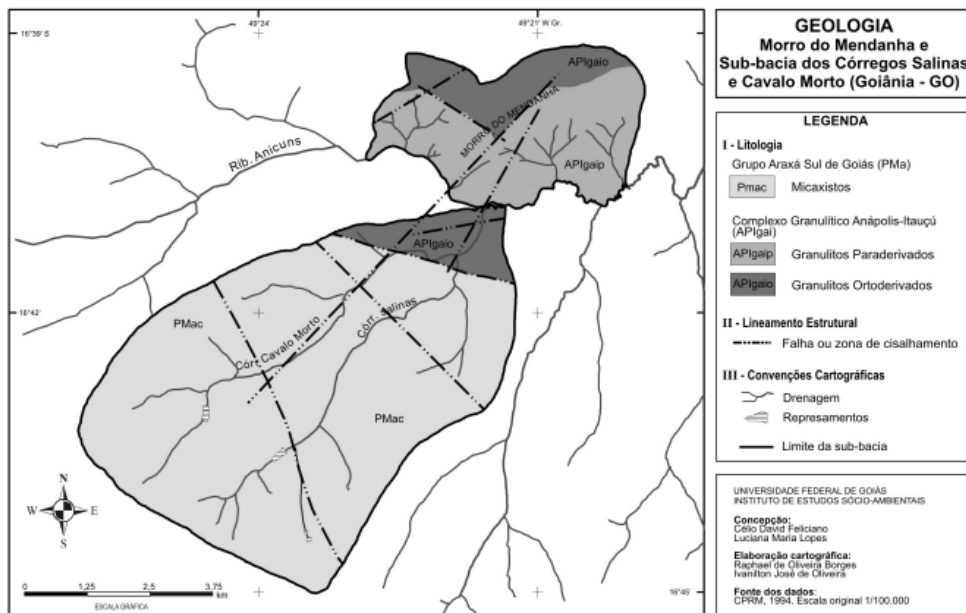 49°24'
49°21' W Gr.
16°39' S
APIgaio
MORRO DO MENDANHA
Rib. Anicuns
APIgaip
APIgaio
16°42'
PMac
Córr. Salinas
Córr. Cavalo Morto
PMac
N
W E
S
0 1,25 2,5 3,75
km
ESCALA GRÁFICA
16°45'
GEOLOGIA
Morro do Mendanha e
Sub-bacia dos Córregos Salinas
e Cavalo Morto (Goiânia - GO)
LEGENDA
I - Litologia
Grupo Araxá Sul de Goiás (PMa)
Pmac Micaxistos
Complexo Granulítico Anápolis-Itauçú
(APIgai)
APIgaip Granulitos Paraderivados
APIgaio Granulitos Ortoderivados
II - Lineamento Estrutural
Falha ou zona de cisalhamento
III - Convenções Cartográficas
Drenagem
Represamentos
Limite da sub-bacia
UNIVERSIDADE FEDERAL DE GOIÁS
INSTITUTO DE ESTUDOS SÓCIO-AMBIENTAIS
Concepção:
Célio David Feliciano
Luciana Maria Lopes
Elaboração cartográfica:
Raphael de Oliveira Borges
Ivanilton José de Oliveira
Fonte dos dados:
CPRM, 1994. Escala original 1/100.000